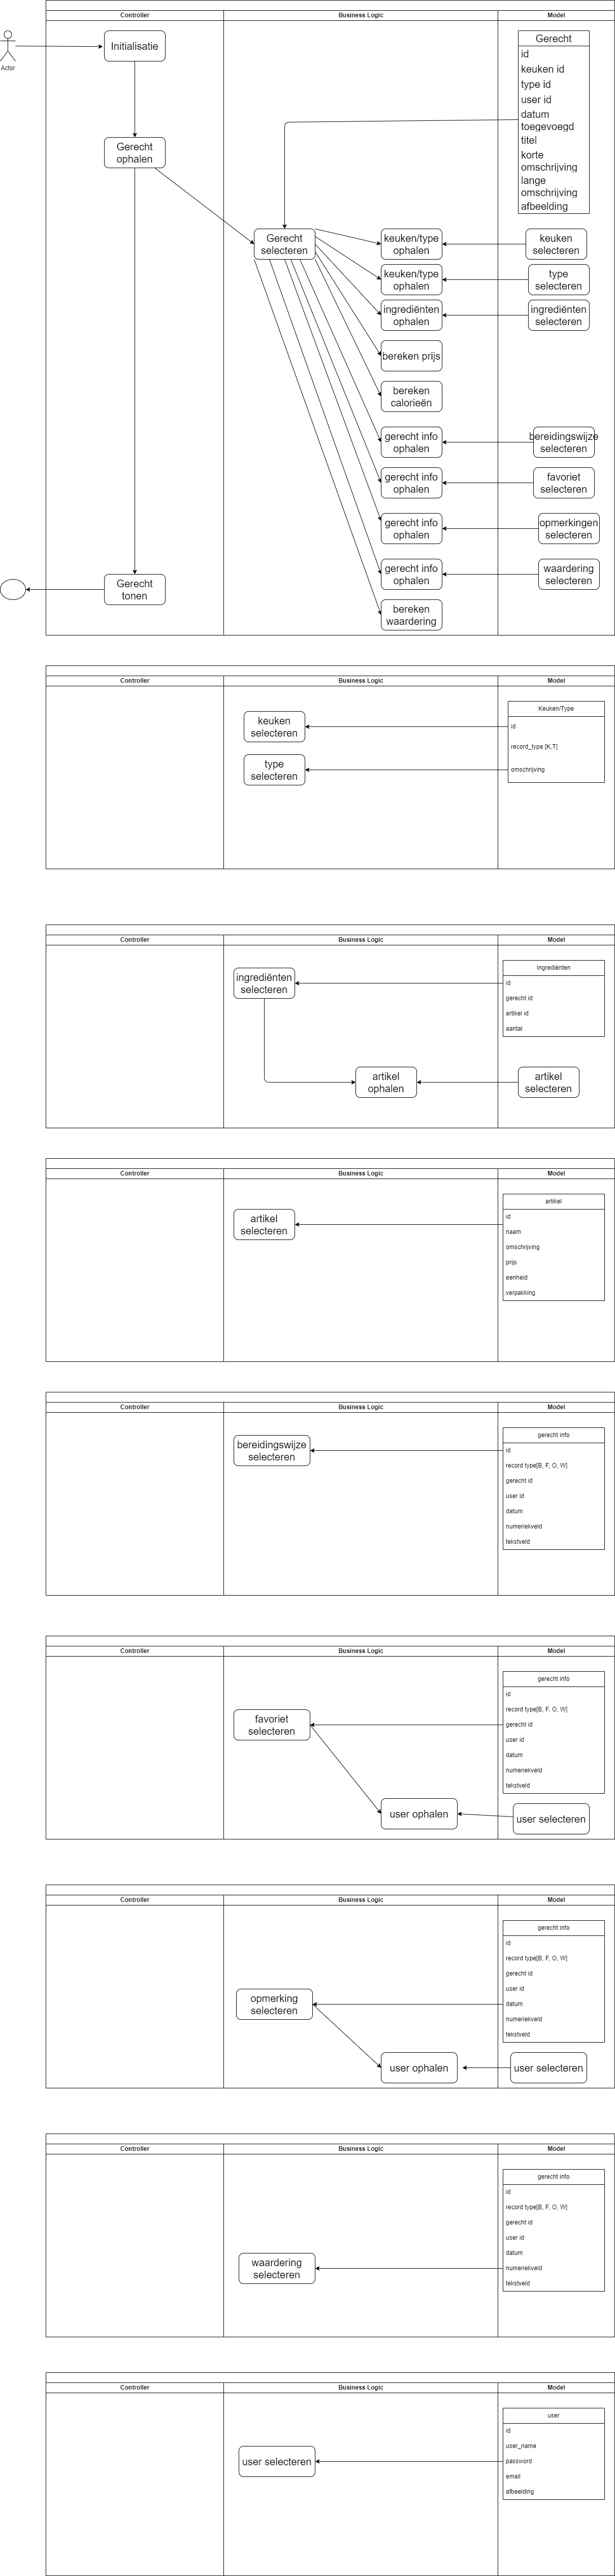 Controller
Business Logic
Model
Actor
Initialisatie
Gerecht
id
keuken id
type id
user id
datum
toegevoegd
titel
korte
omschrijving
lange
omschrijving
afbeelding
Gerecht
ophalen
Gerecht
selecteren
keuken/type
ophalen
keuken
selecteren
keuken/type
ophalen
type
selecteren
ingrediënten
ophalen
ingrediënten
selecteren
bereken prijs
bereken
calorieën
gerecht info
ophalen
bereidingswijze
selecteren
gerecht info
ophalen
favoriet
selecteren
gerecht info
ophalen
opmerkingen
selecteren
gerecht info
ophalen
waardering
selecteren
Gerecht
tonen
bereken
waardering
Controller
Business Logic
Model
keuken
selecteren
type
selecteren
Keuken/Type
id
record_type [K,T]
omschrijving
Controller
Business Logic
Model
ingrediënten
selecteren
Ingrediënten
id
gerecht id
artikel id
aantal
artikel
ophalen
artikel
selecteren
Controller
Business Logic
Model
artikel
selecteren
artikel
id
naam
omschrijving
prijs
eenheid
verpakking
Controller
Business Logic
Model
bereidingswijze
selecteren
gerecht info
id
record type[B, F, O, W]
gerecht id
user id
datum
numeriekveld
tekstveld
Controller
Business Logic
Model
favoriet
selecteren
gerecht info
id
record type[B, F, O, W]
gerecht id
user id
datum
numeriekveld
tekstveld
user ophalen
user selecteren
Controller
Business Logic
Model
opmerking
selecteren
gerecht info
id
record type[B, F, O, W]
gerecht id
user id
datum
numeriekveld
tekstveld
user ophalen
user selecteren
Controller
Business Logic
Model
waardering
selecteren
gerecht info
id
record type[B, F, O, W]
gerecht id
user id
datum
numeriekveld
tekstveld
Controller
Business Logic
Model
user selecteren
user
id
user_name
password
email
afbeelding